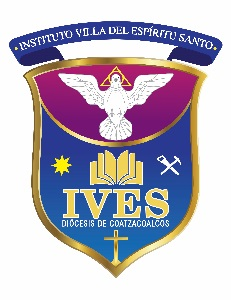 • INSTITUTO VILLA DEL ESPÍRITU SANTO •
IVES
DIÓCESIS DE COATZACOALCOS